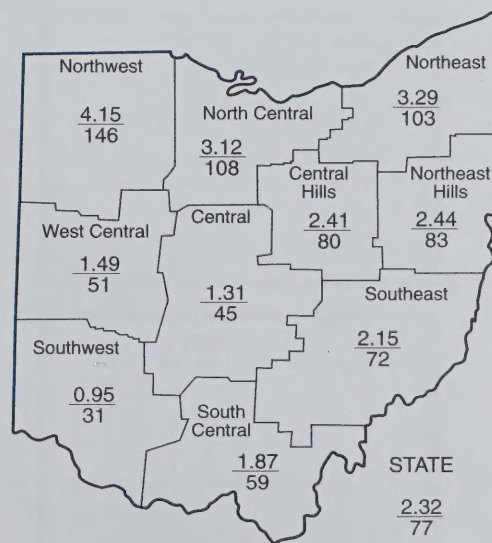 Northwest
4.15
146
North Central
3.12
108
Northeast
3.29
103
West Central
1.49
51
Central
1.31
45
Central
Hills
2.41
80
Northeast
Hills
2.44
83
Southwest
0.95
31
South
Central
1.87
59
Southeast
2.15
72
STATE
2.32
77